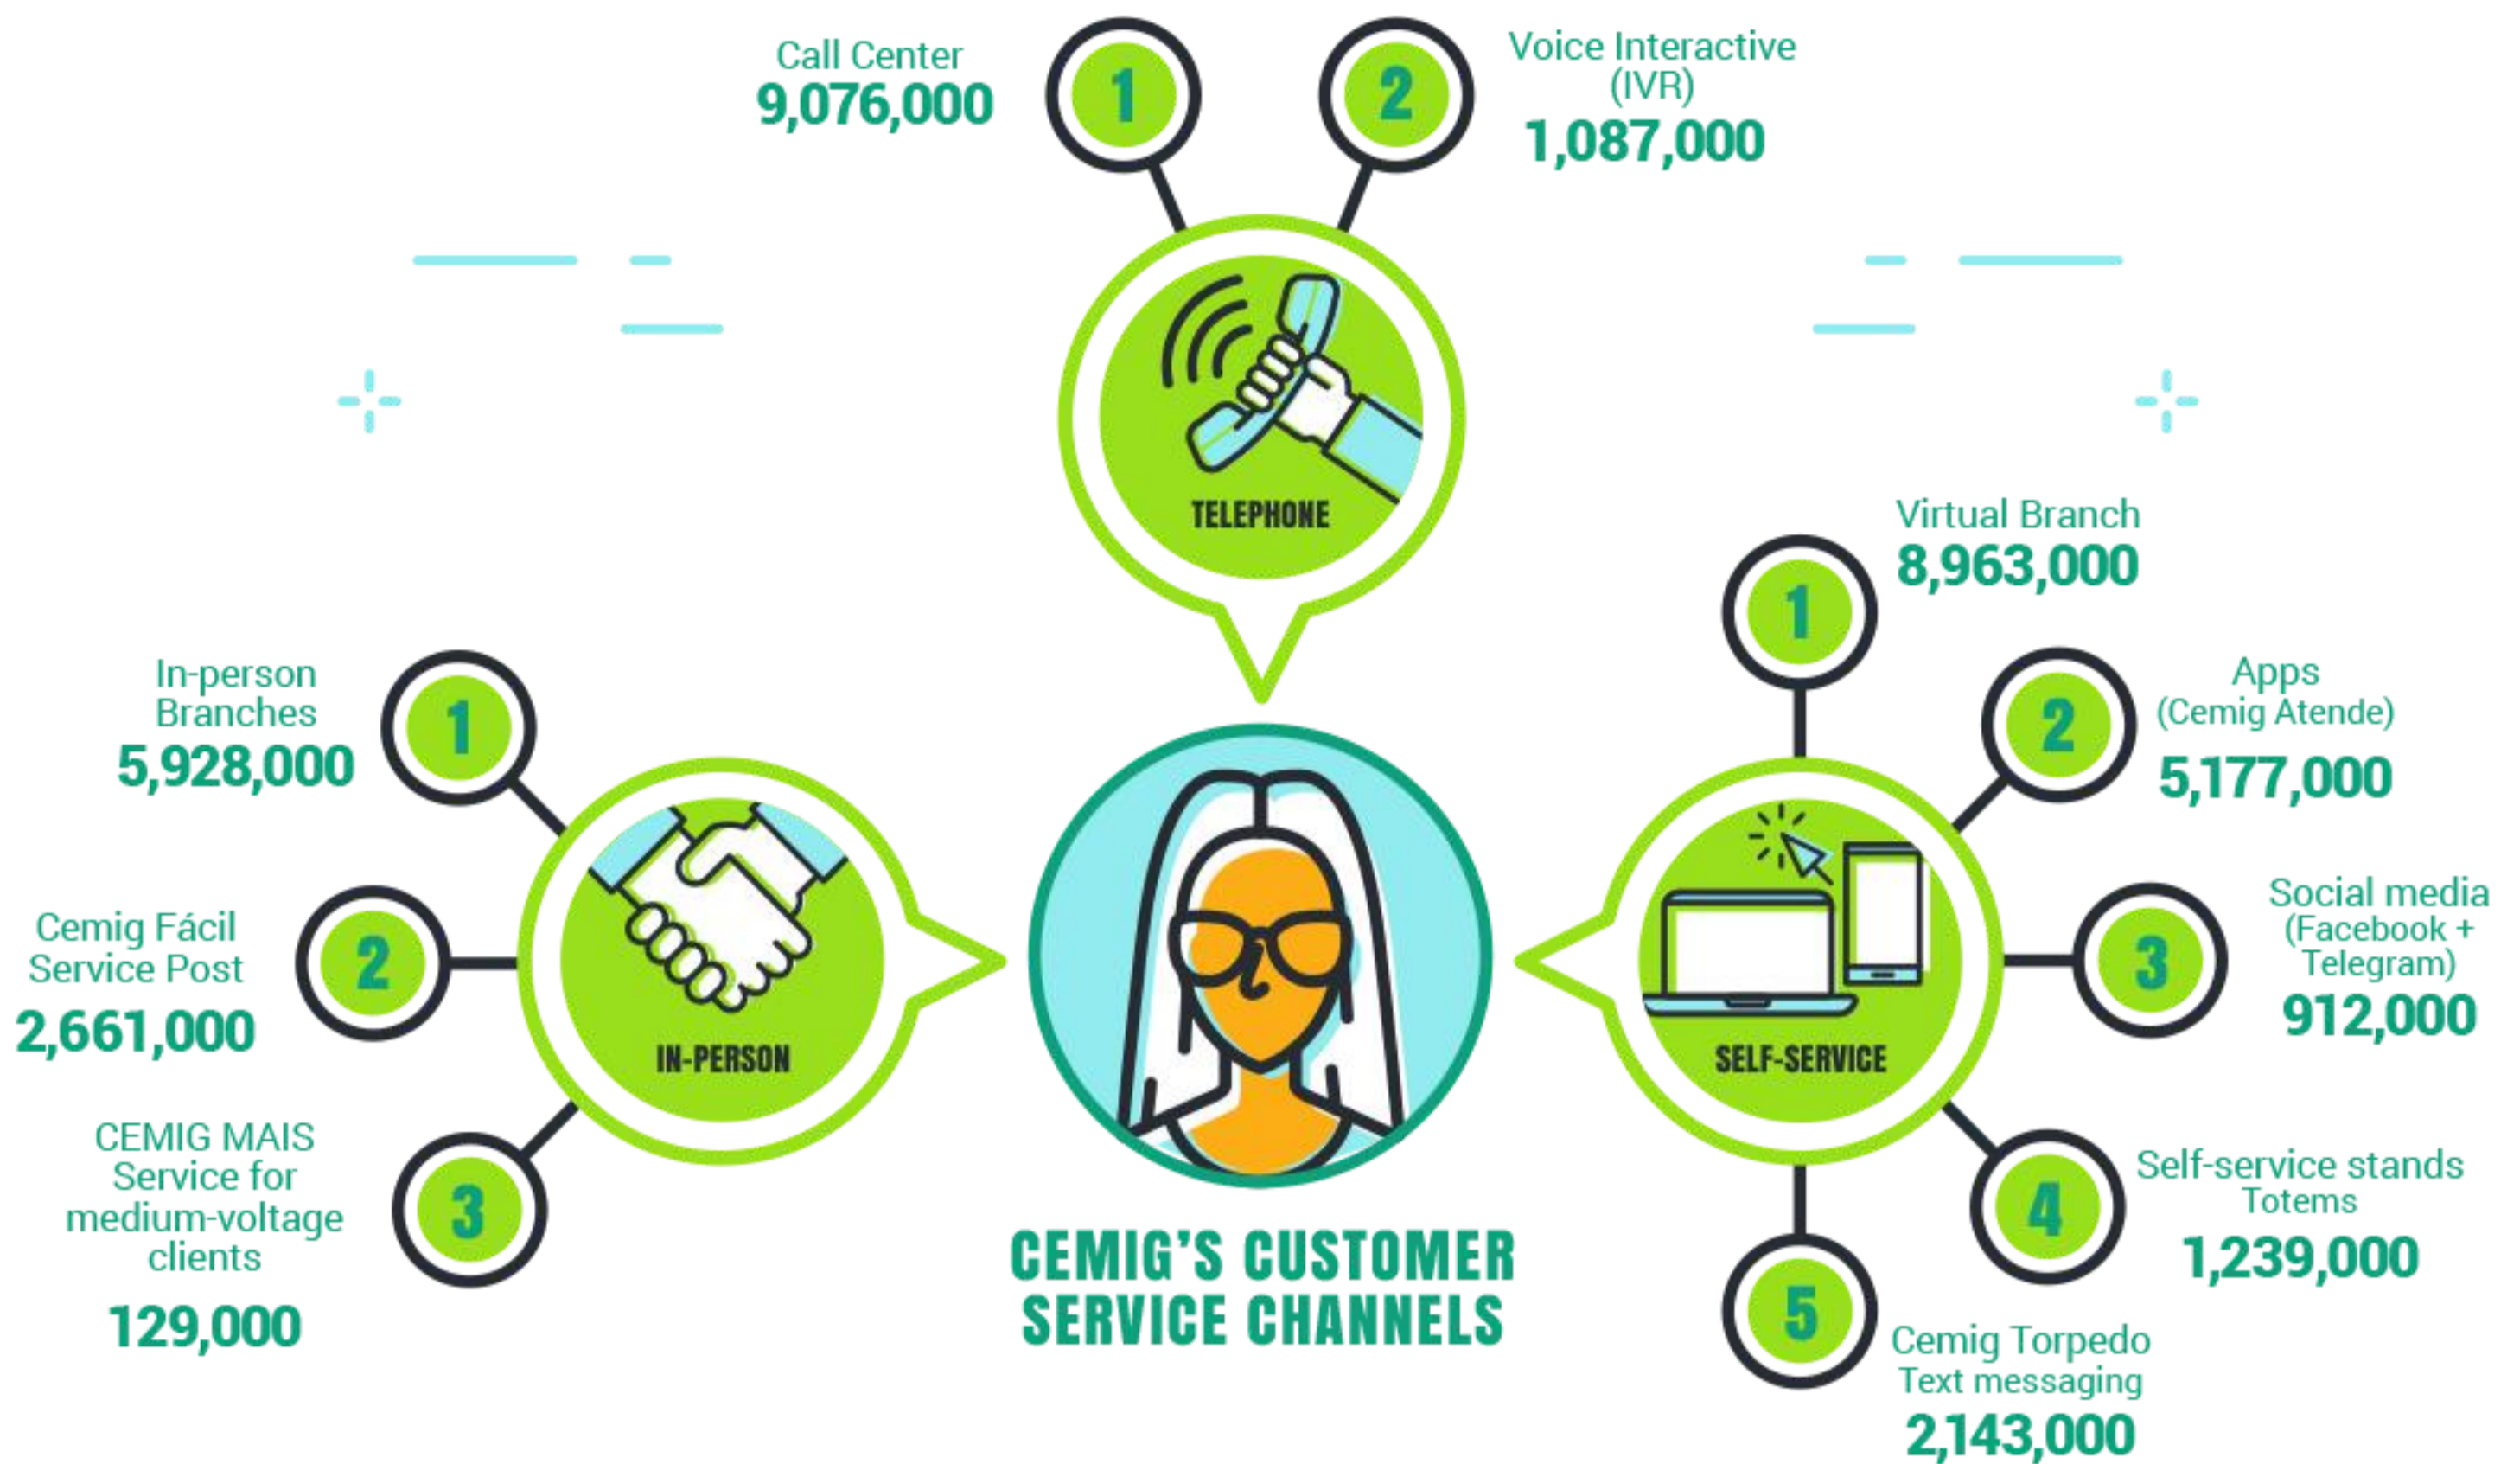 Call Center
9,076,000
1
2
Voice Interactive
(IVR)
1,087,000
TELEPHONE
In-person
Branches
5,928,000
1
Cemig Fácil
Service Post
2,661,000
2
CEMIG MAIS
Service for
medium-voltage
clients
129,000
3
IN-PERSON
CEMIG'S CUSTOMER
SERVICE CHANNELS
SELF-SERVICE
1
Virtual Branch
8,963,000
2
Apps
(Cemig Atende)
5,177,000
3
Social media
(Facebook +
Telegram)
912,000
4
Self-service stands
Totems
1,239,000
5
Cemig Torpedo
Text messaging
2,143,000